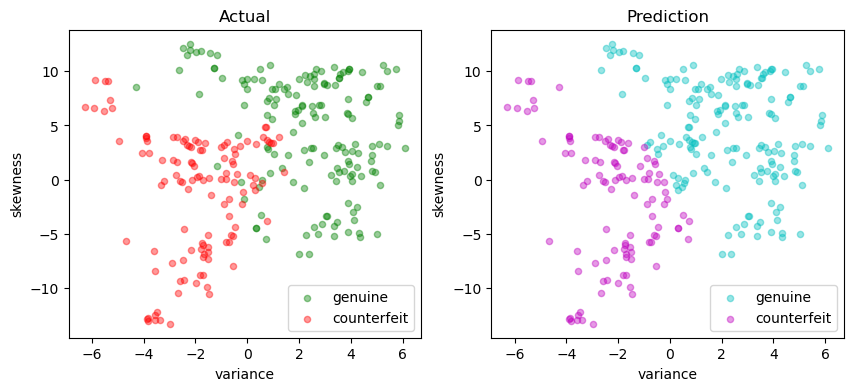 Actual
skewness
10
5
0
−5
−10
genuine
counterfeit
−6 −4 −2 0 2 4 6
variance
Prediction
skewness
10
5
0
−5
−10
genuine
counterfeit
−6 −4 −2 0 2 4 6
variance